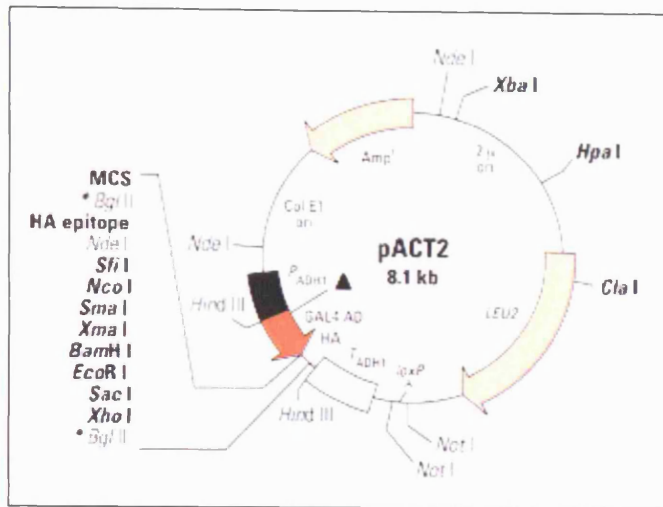 Nde I
Xba I
Amp^r
2 μ
ori
Hpa I
MCS
* Bgl II
HA epitope
Nde I
Sfi I
Nco I
Sma I
Xma I
BamH I
EcoR I
Sac I
Xho I
* Bgl II
Col E1
ori
Nde I
P ADH1
▲
pACT2
8.1 kb
Cla I
LEU2
Hind III
GAL4 AD
HA
T ADH1
loxP
Hind III
Not I
Not I